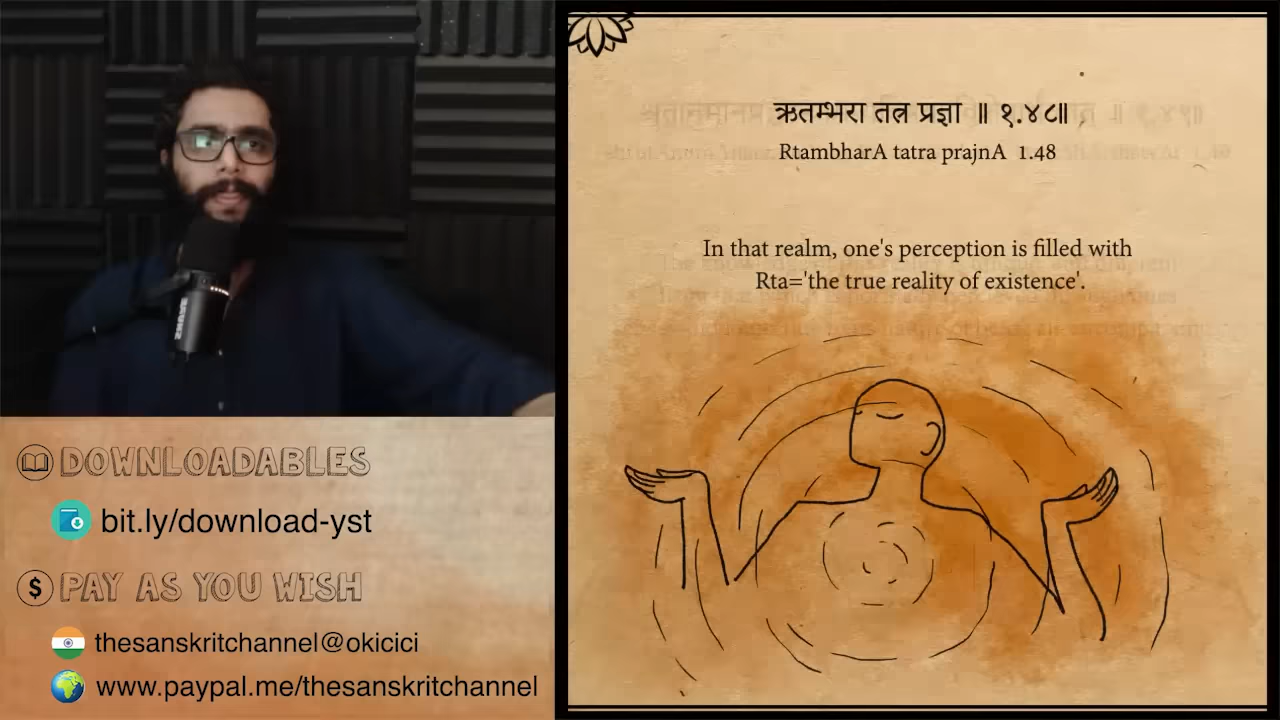 ऋतम्भरा तत्र प्रज्ञा ॥ १.४८॥
RtambharA tatra prajnA 1.48
In that realm, one's perception is filled with
Rta='the true reality of existence'.
DOWNLOADABLES
bit.ly/download-yst
$ PAY AS YOU WISH
thesanskritchannel@okicici
www.paypal.me/thesanskritchannel